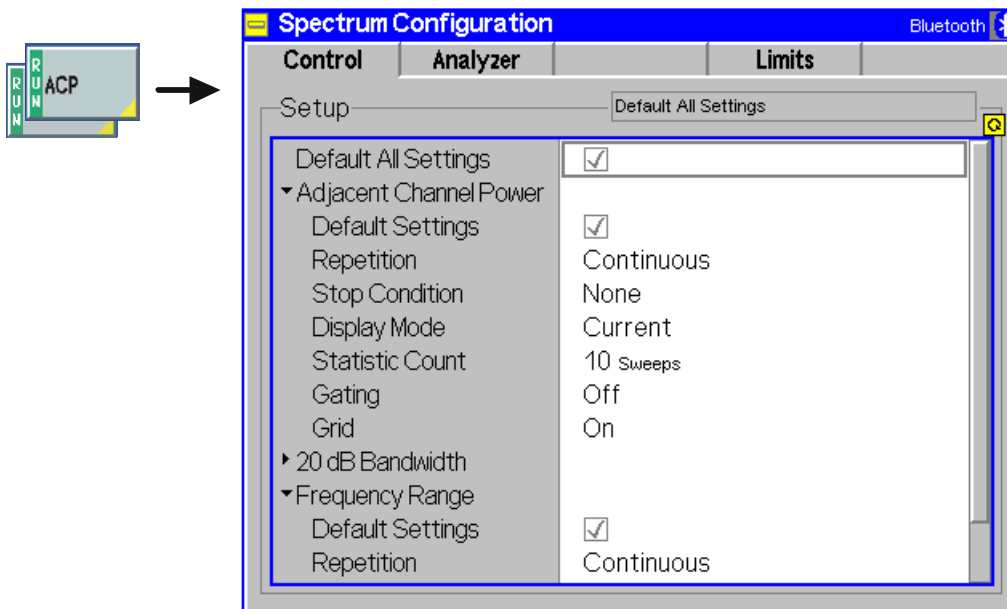 RUN
RUN
ACP
Spectrum Configuration
Bluetooth
Control
Analyzer
Limits
Setup
Default All Settings
Default All Settings
Adjacent Channel Power
Default Settings
Repetition Continuous
Stop Condition None
Display Mode Current
Statistic Count 10 Sweeps
Gating Off
Grid On
20 dB Bandwidth
Frequency Range
Default Settings
Repetition Continuous